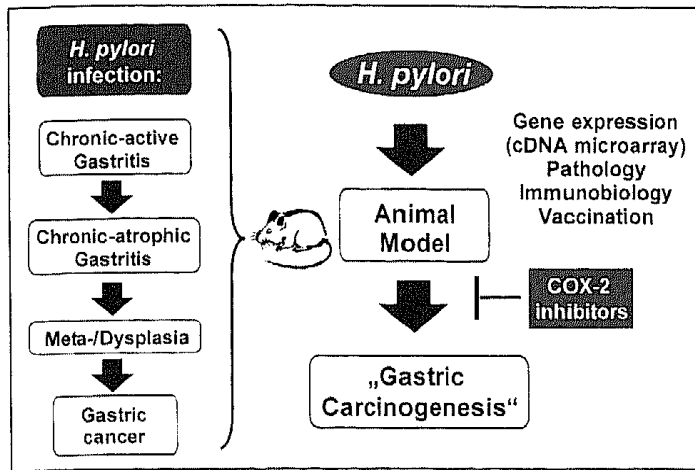 H. pylori
infection:
Chronic-active
Gastritis
Chronic-atrophic
Gastritis
Meta-/Dysplasia
Gastric
cancer
H. pylori
Gene expression
(cDNA microarray)
Pathology
Immunobiology
Vaccination
Animal
Model
COX-2
inhibitors
„Gastric
Carcinogenesis“